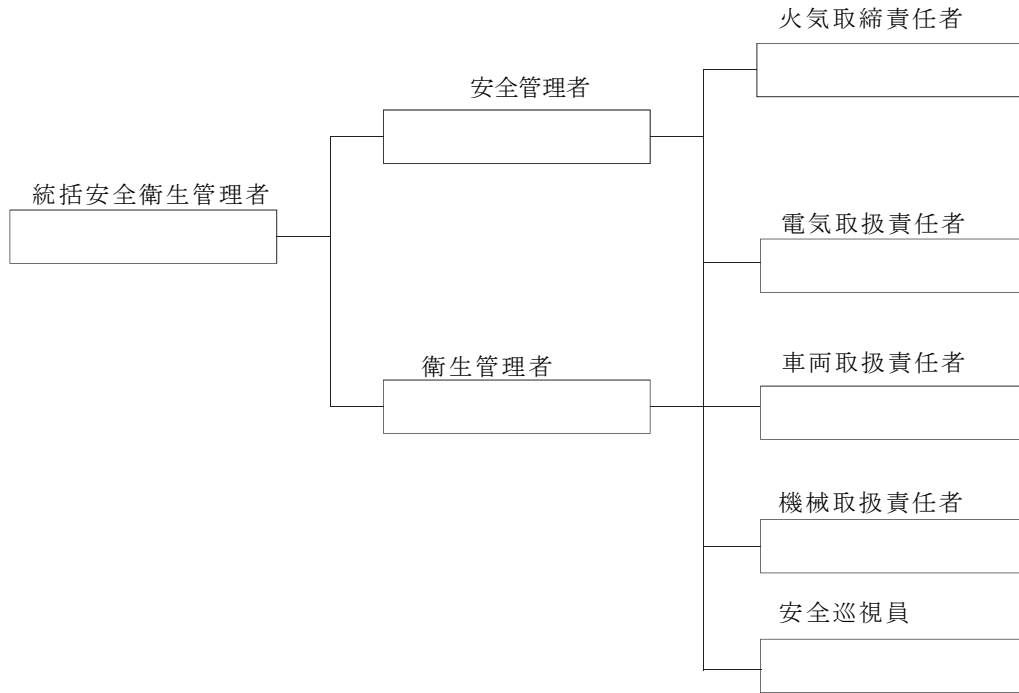 統括安全衛生管理者
安全管理者
衛生管理者
火気取締責任者
電気取扱責任者
車両取扱責任者
機械取扱責任者
安全巡視員